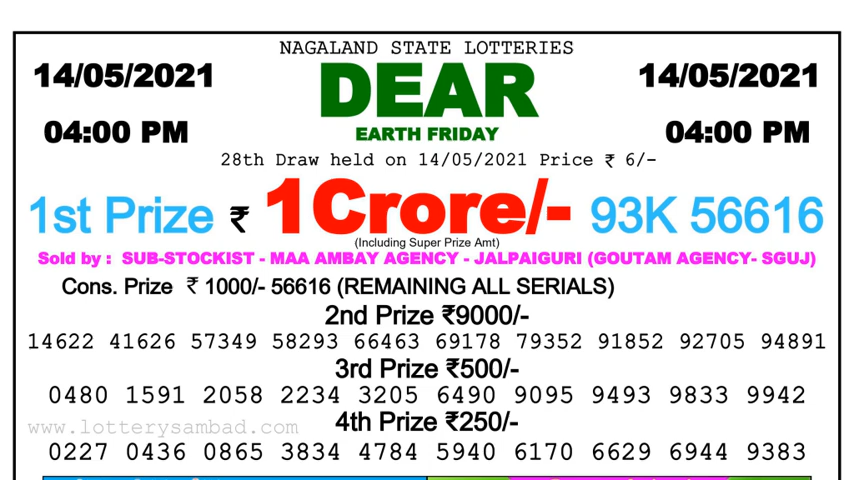 NAGALAND STATE LOTTERIES
14/05/2021 DEAR 14/05/2021
04:00 PM EARTH FRIDAY 04:00 PM
28th Draw held on 14/05/2021 Price ₹ 6/-
1st Prize ₹ 1Crore/- 93K 56616
(Including Super Prize Amt)
Sold by : SUB-STOCKIST - MAA AMBAY AGENCY - JALPAIGURI (GOUTAM AGENCY- SGUJ)
Cons. Prize ₹ 1000/- 56616 (REMAINING ALL SERIALS)
2nd Prize ₹9000/-
14622 41626 57349 58293 66463 69178 79352 91852 92705 94891
3rd Prize ₹500/-
0480 1591 2058 2234 3205 6490 9095 9493 9833 9942
4th Prize ₹250/-
www.lotterysambad.com
0227 0436 0865 3834 4784 5940 6170 6629 6944 9383